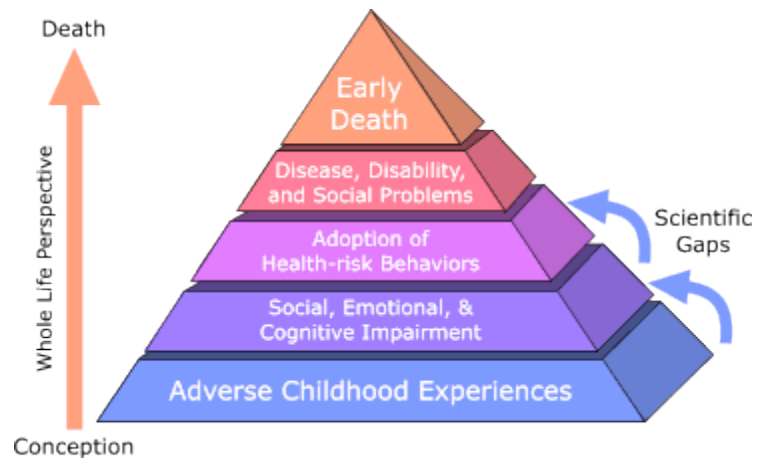 Death
Early
Death
Disease, Disability,
and Social Problems
Adoption of
Health-risk Behaviors
Social, Emotional, &
Cognitive Impairment
Adverse Childhood Experiences
Scientific
Gaps
Whole Life Perspective
Conception